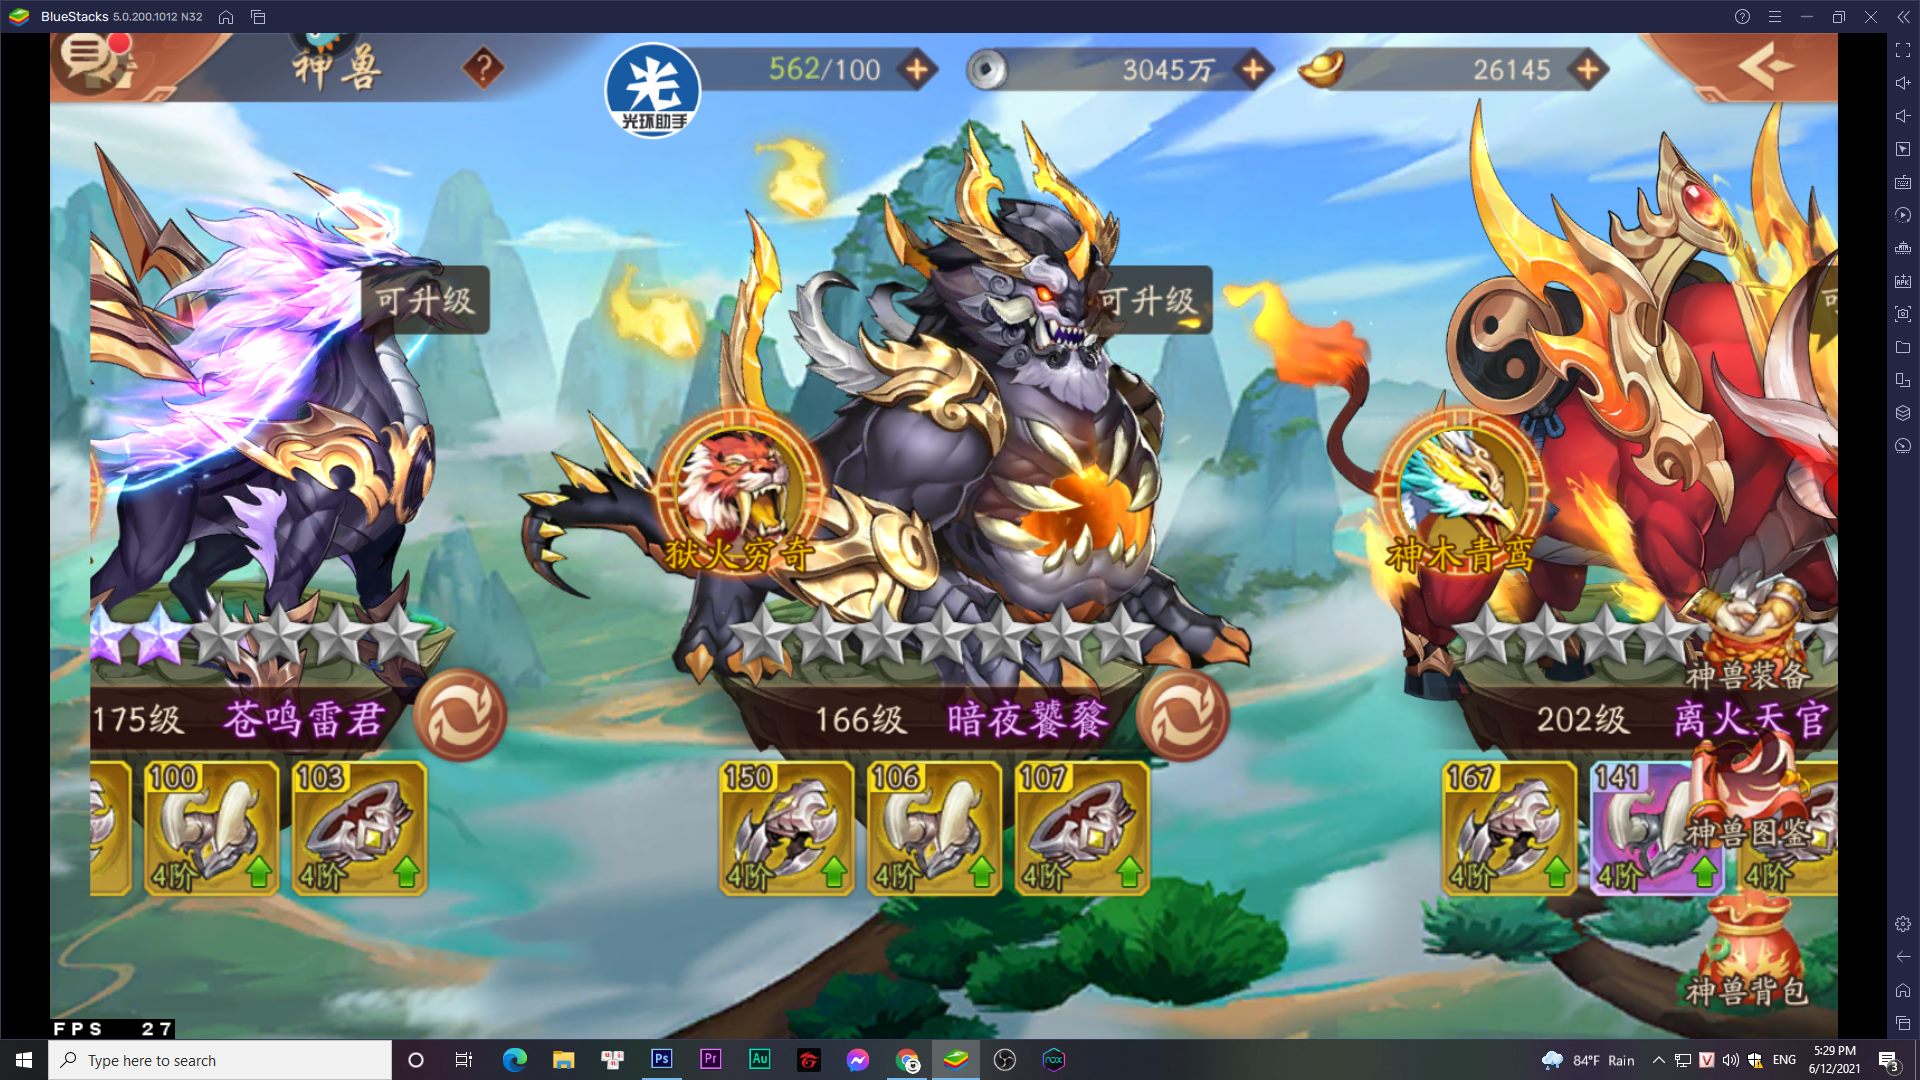 BlueStacks 5.0.200.1012 N32
神兽
?
562/100
3045万
26145
光
光环助手
可升级
可升级
狱火穷奇
神木青鸾
神兽装备
175级 苍鸣雷君
166级 暗夜饕餮
202级 离火天官
100
103
150
106
107
167
141
神兽图鉴
4阶
4阶
4阶
4阶
4阶
4阶
4阶
4阶
神兽背包
FPS 27
Type here to search
Ps
Pr
Au
84°F Rain
ENG
5:29 PM
6/12/2021
3